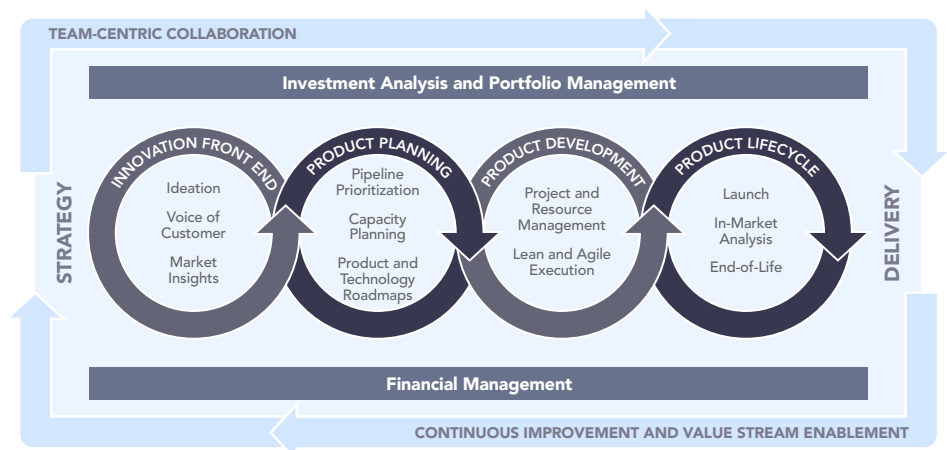 TEAM-CENTRIC COLLABORATION
Investment Analysis and Portfolio Management
STRATEGY
INNOVATION FRONT END
Ideation
Voice of
Customer
Market
Insights
PRODUCT PLANNING
Pipeline
Prioritization
Capacity
Planning
Product and
Technology
Roadmaps
PRODUCT DEVELOPMENT
Project and
Resource
Management
Lean and Agile
Execution
PRODUCT LIFECYCLE
Launch
In-Market
Analysis
End-of-Life
DELIVERY
Financial Management
CONTINUOUS IMPROVEMENT AND VALUE STREAM ENABLEMENT